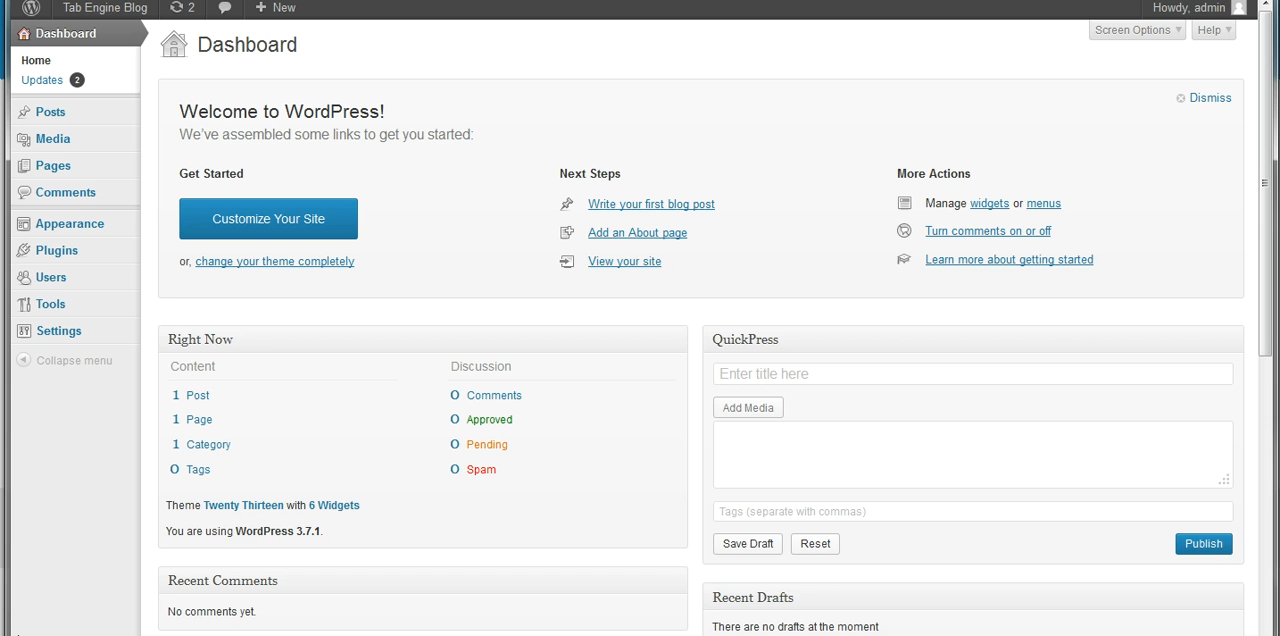 Tab Engine Blog 2 + New Howdy, admin
Dashboard
Home
Updates 2
Posts
Media
Pages
Comments
Appearance
Plugins
Users
Tools
Settings
Collapse menu
Dashboard
Screen Options Help
Welcome to WordPress!
We've assembled some links to get you started:
Dismiss
Get Started
Customize Your Site
or, change your theme completely
Next Steps
Write your first blog post
Add an About page
View your site
More Actions
Manage widgets or menus
Turn comments on or off
Learn more about getting started
Right Now
Content
1 Post
1 Page
1 Category
0 Tags
Discussion
0 Comments
0 Approved
0 Pending
0 Spam
Theme Twenty Thirteen with 6 Widgets
You are using WordPress 3.7.1.
Recent Comments
No comments yet.
QuickPress
Enter title here
Add Media
Tags (separate with commas)
Save Draft Reset Publish
Recent Drafts
There are no drafts at the moment